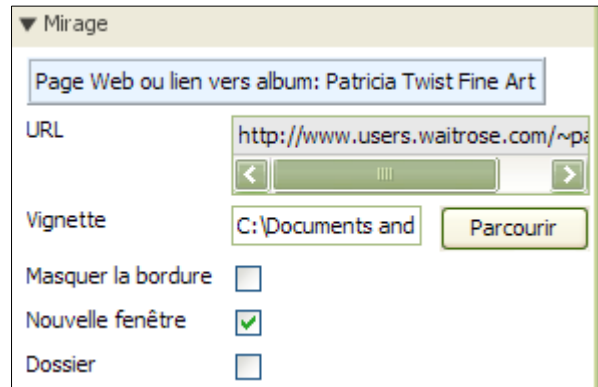 Mirage
Page Web ou lien vers album: Patricia Twist Fine Art
URL http://www.users.waitrose.com/~pa
Vignette C:\Documents and Parcourir
Masquer la bordure
Nouvelle fenêtre
Dossier